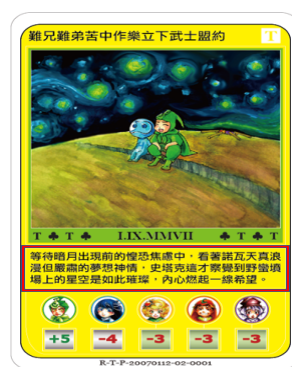 難兄難弟苦中作樂立下武士盟約 T
T ♣ T ♣ I.IX.MMVII ♣ T ♣ T
等待暗月出現前的惶恐焦慮中，看著諾瓦天真浪
漫但嚴肅的夢想神情，史塔克這才察覺到野蠻墳
場上的星空是如此璀璨，內心燃起一線希望。
+5 -4 -3 -3 -3
R-T-P-20070112-02-0001